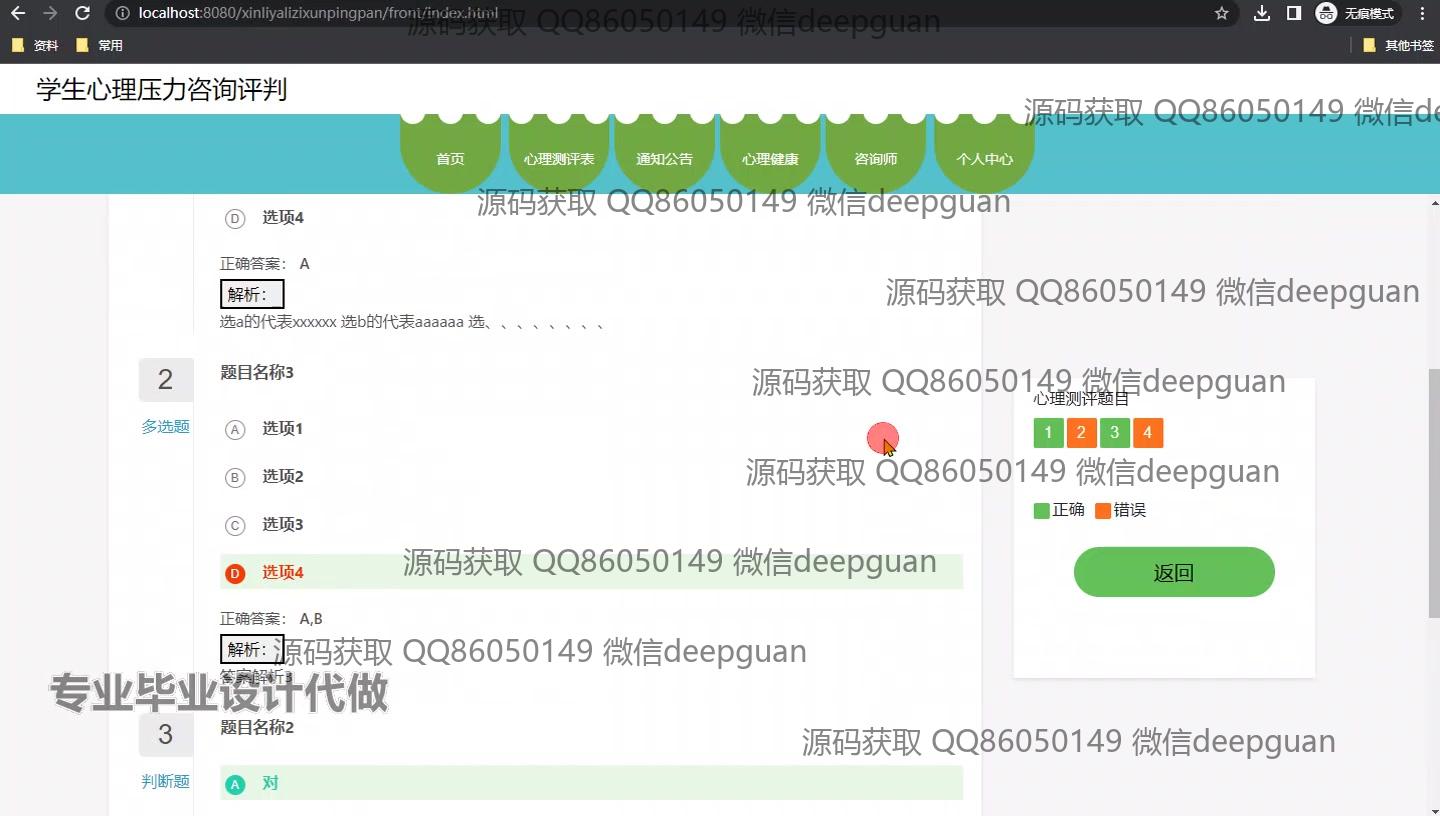 localhost:8080/xinliyalizixunpingpan/front/index.html
无痕模式
源码获取 QQ86050149 微信deepguan
资料
常用
其他书签
学生心理压力咨询评判
源码获取 QQ86050149 微信de
首页
心理测评表
通知公告
心理健康
咨询师
个人中心
源码获取 QQ86050149 微信deepguan
D 选项4
正确答案： A
解析：
源码获取 QQ86050149 微信deepguan
选a的代表xxxxxx 选b的代表aaaaaa 选、、、、、、、、
2
题目名称3
源码获取 QQ86050149 微信deepguan
心理测评题目
多选题
A 选项1
1 2 3 4
B 选项2
源码获取 QQ86050149 微信deepguan
C 选项3
正确 错误
D 选项4
源码获取 QQ86050149 微信deepguan
返回
正确答案： A,B
解析：
源码获取 QQ86050149 微信deepguan
答案解析3
专业毕业设计代做
3
题目名称2
源码获取 QQ86050149 微信deepguan
判断题
A 对